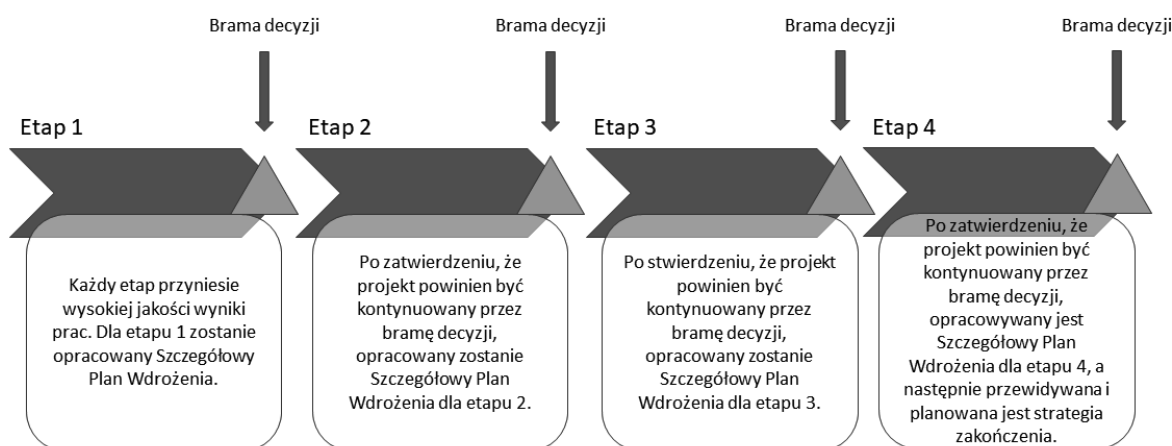 Brama decyzji
Brama decyzji
Brama decyzji
Brama decyzji
Etap 1
Etap 2
Etap 3
Etap 4
Każdy etap przyniesie
wysokiej jakości wyniki
prac. Dla etapu 1 zostanie
opracowany Szczegółowy
Plan Wdrożenia.
Po zatwierdzeniu, że
projekt powinien być
kontynuowany przez
bramę decyzji,
opracowany zostanie
Szczegółowy Plan
Wdrożenia dla etapu 2.
Po stwierdzeniu, że projekt
powinien być
kontynuowany przez
bramę decyzji,
opracowany zostanie
Szczegółowy Plan
Wdrożenia dla etapu 3.
Po zatwierdzeniu, że
projekt powinien być
kontynuowany przez
bramę decyzji,
opracowywany jest
Szczegółowy Plan
Wdrożenia dla etapu 4, a
następnie przewidywana i
planowana jest strategia
zakończenia.